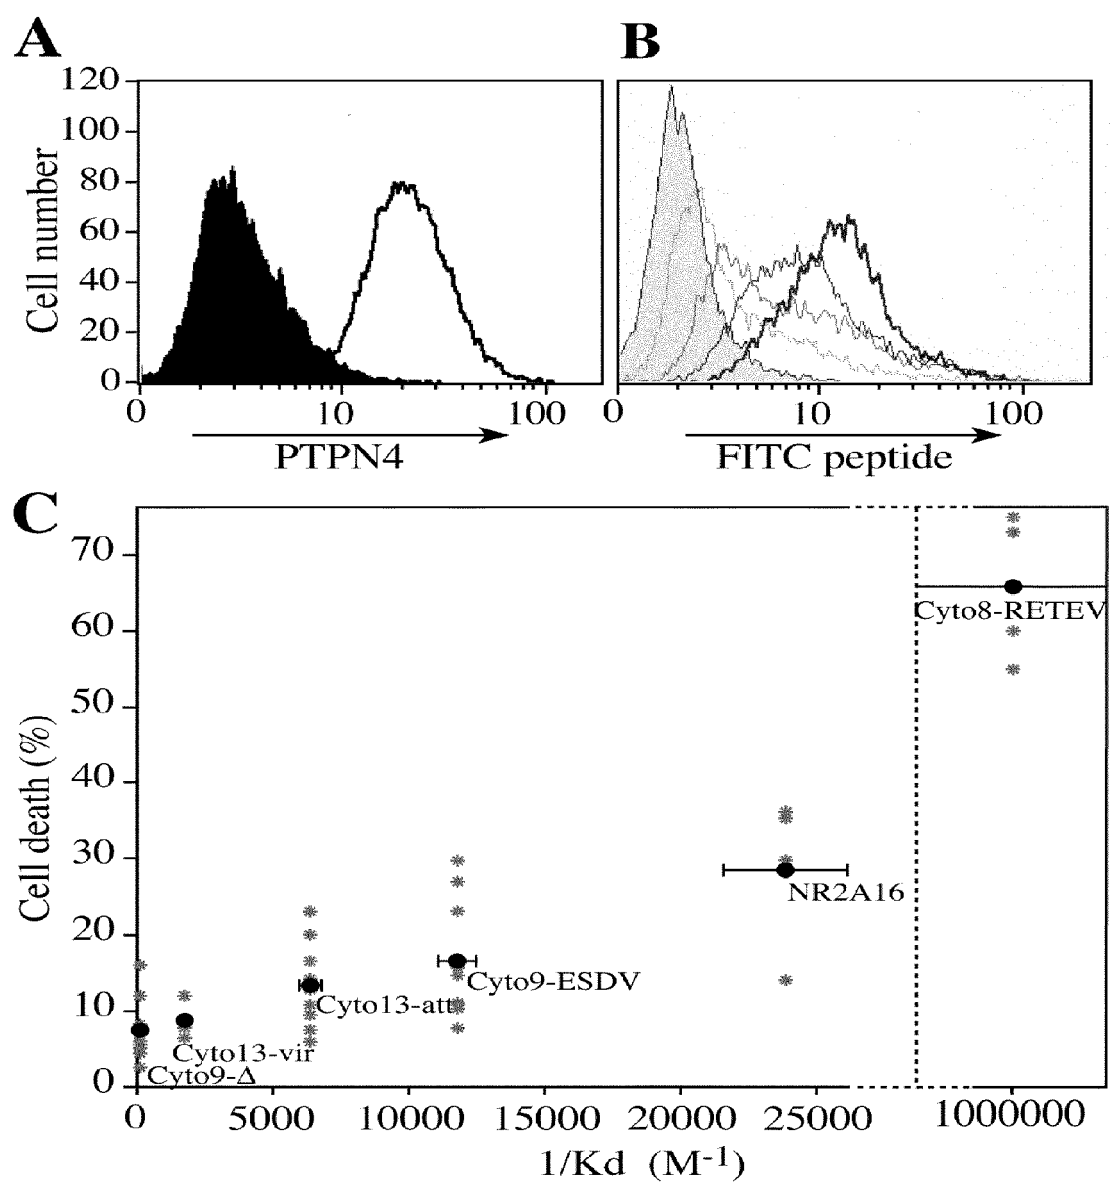 A
B
120
100
80
60
40
20
0
Cell number
0 10 100
PTPN4
0 10 100
FITC peptide
C
70
60
50
40
30
20
10
0
Cell death (%)
Cyto8-RETEV
NR2A16
Cyto9-ESDV
Cyto13-att
Cyto13-vir
Cyto9-Δ
0 5000 10000 15000 20000 25000 1000000
1/Kd (M⁻¹)